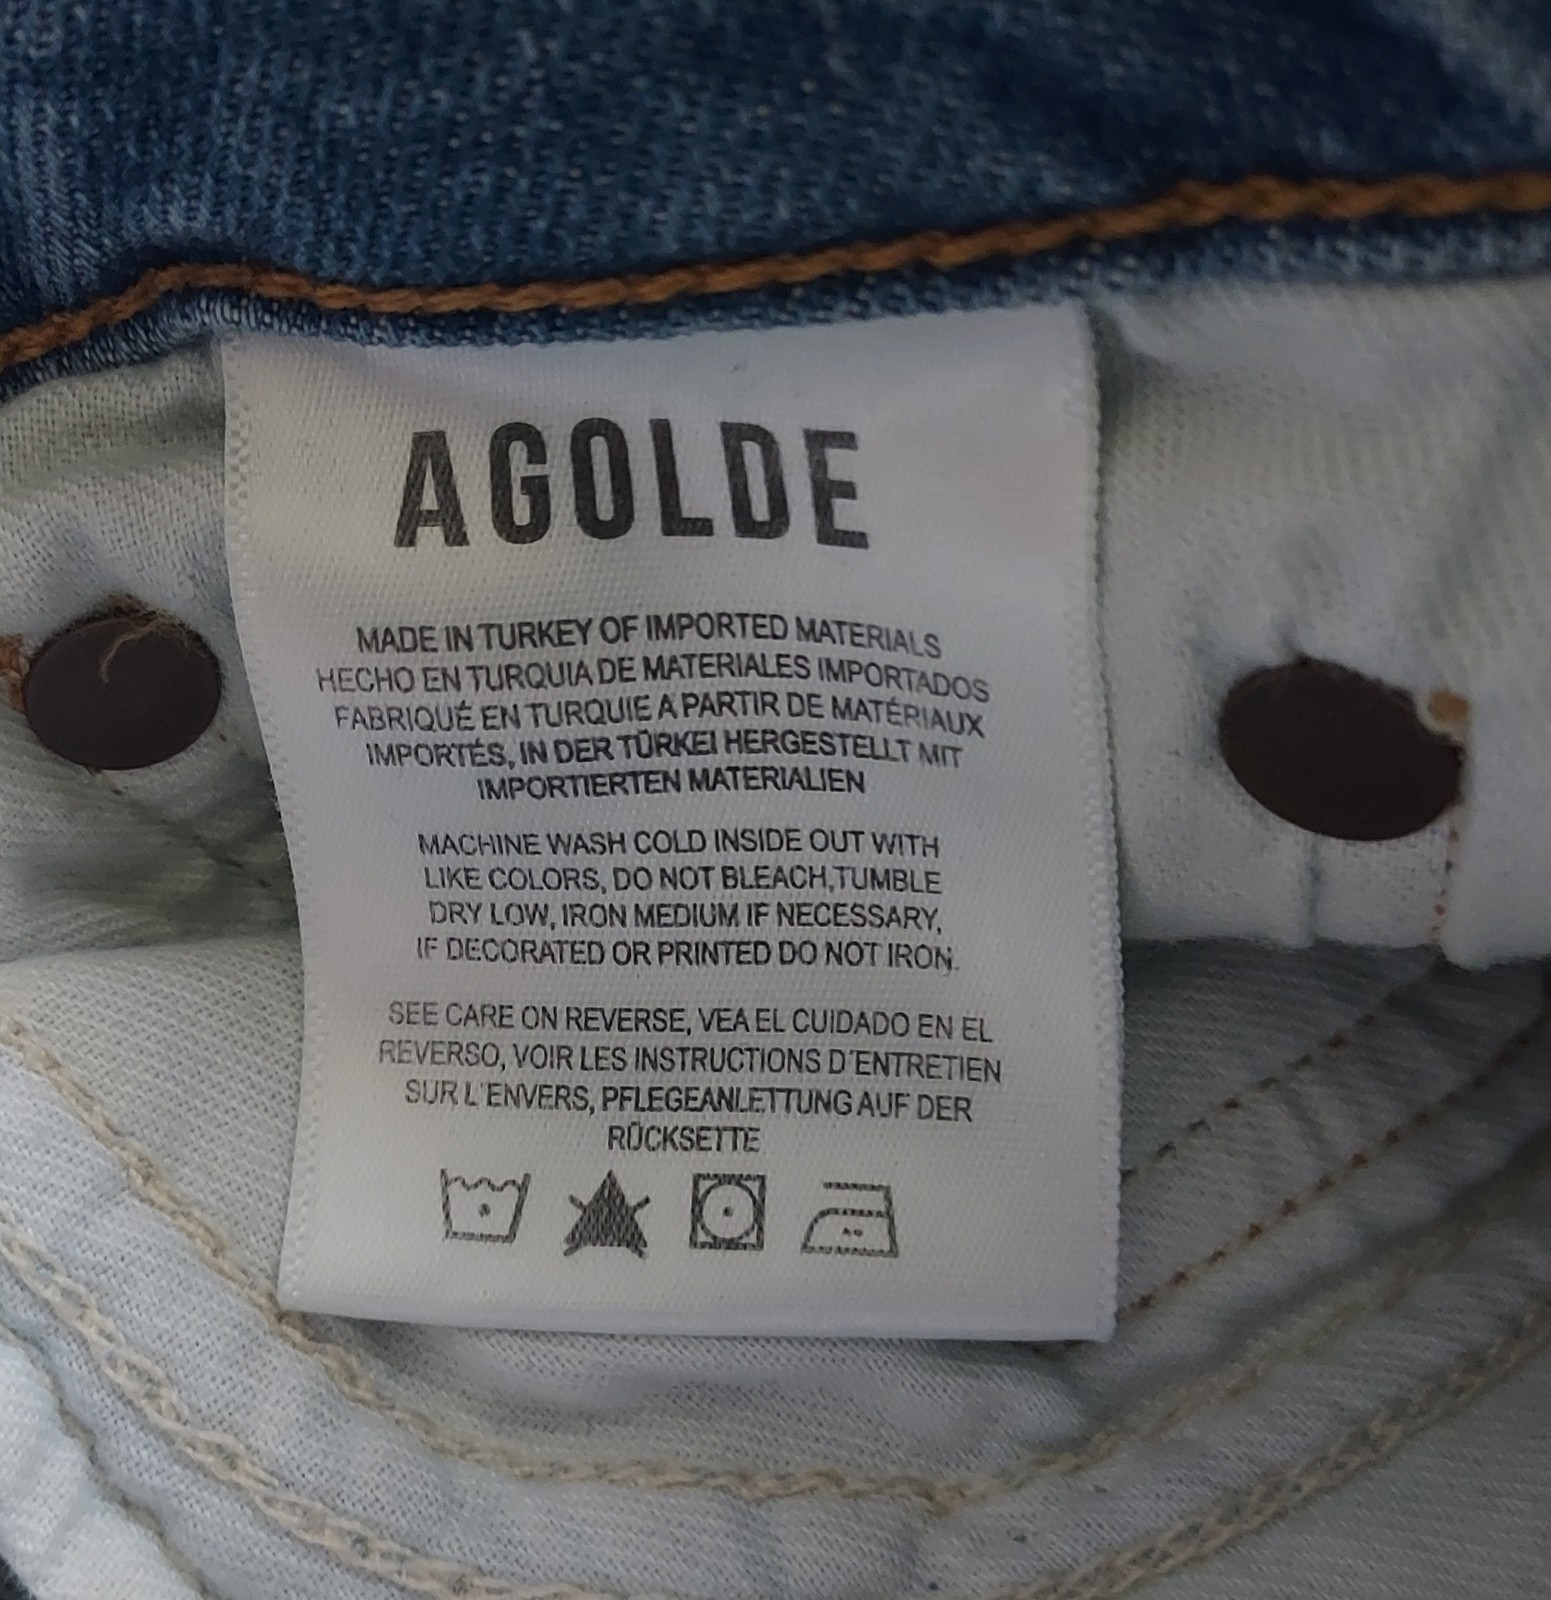 AGOLDE
MADE IN TURKEY OF IMPORTED MATERIALS
HECHO EN TURQUIA DE MATERIALES IMPORTADOS
FABRIQUÉ EN TURQUIE A PARTIR DE MATÉRIAUX
IMPORTÉS, IN DER TÜRKEI HERGESTELLT MIT
IMPORTIERTEN MATERIALIEN
MACHINE WASH COLD INSIDE OUT WITH
LIKE COLORS, DO NOT BLEACH,TUMBLE
DRY LOW, IRON MEDIUM IF NECESSARY,
IF DECORATED OR PRINTED DO NOT IRON.
SEE CARE ON REVERSE, VEA EL CUIDADO EN EL
REVERSO, VOIR LES INSTRUCTIONS D'ENTRETIEN
SUR L'ENVERS, PFLEGEANLETTUNG AUF DER
RÜCKSETTE